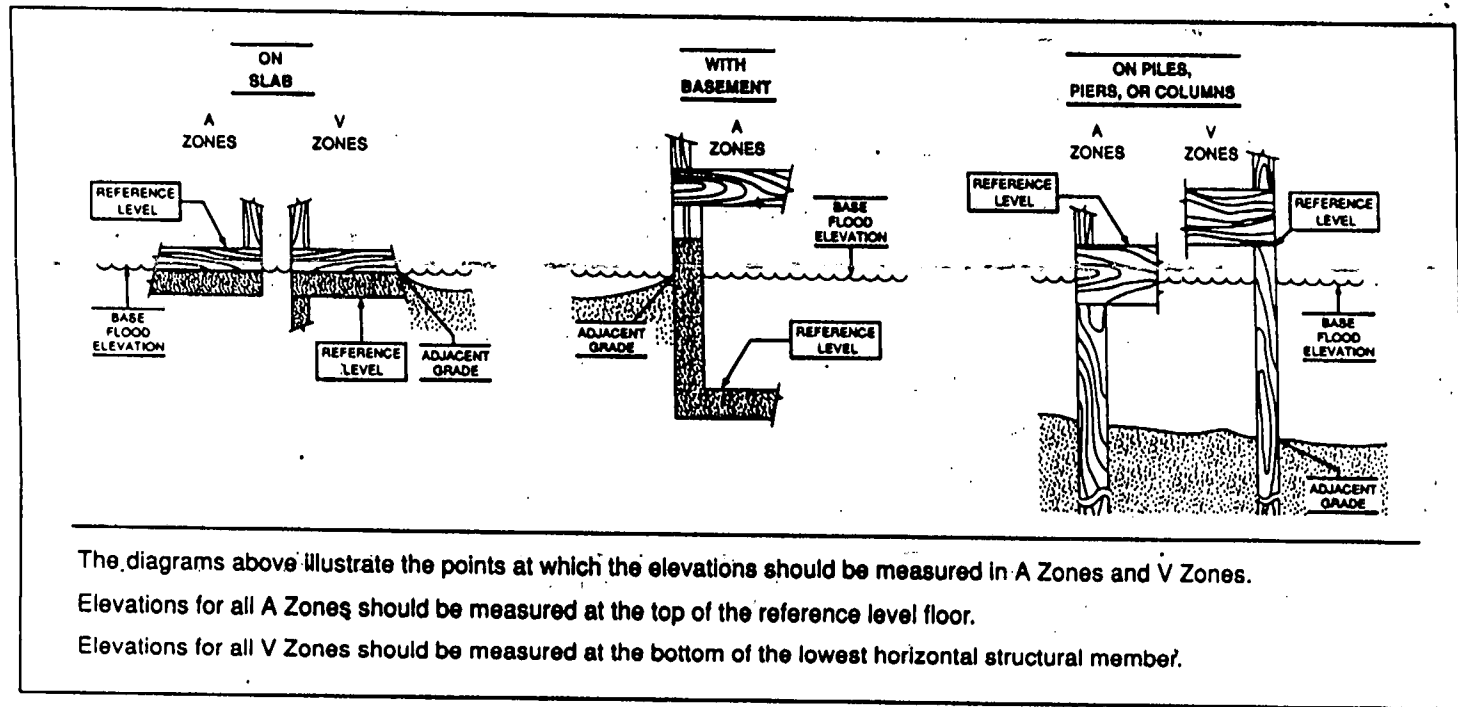 ON
SLAB
A
ZONES
V
ZONES
REFERENCE
LEVEL
BASE
FLOOD
ELEVATION
REFERENCE
LEVEL
ADJACENT
GRADE
WITH
BASEMENT
A
ZONES
BASE
FLOOD
ELEVATION
ADJACENT
GRADE
REFERENCE
LEVEL
ON PILES,
PIERS, OR COLUMNS
A
ZONES
V
ZONES
REFERENCE
LEVEL
REFERENCE
LEVEL
BASE
FLOOD
ELEVATION
ADJACENT
GRADE
The diagrams above illustrate the points at which the elevations should be measured in A Zones and V Zones.
Elevations for all A Zones should be measured at the top of the reference level floor.
Elevations for all V Zones should be measured at the bottom of the lowest horizontal structural member.